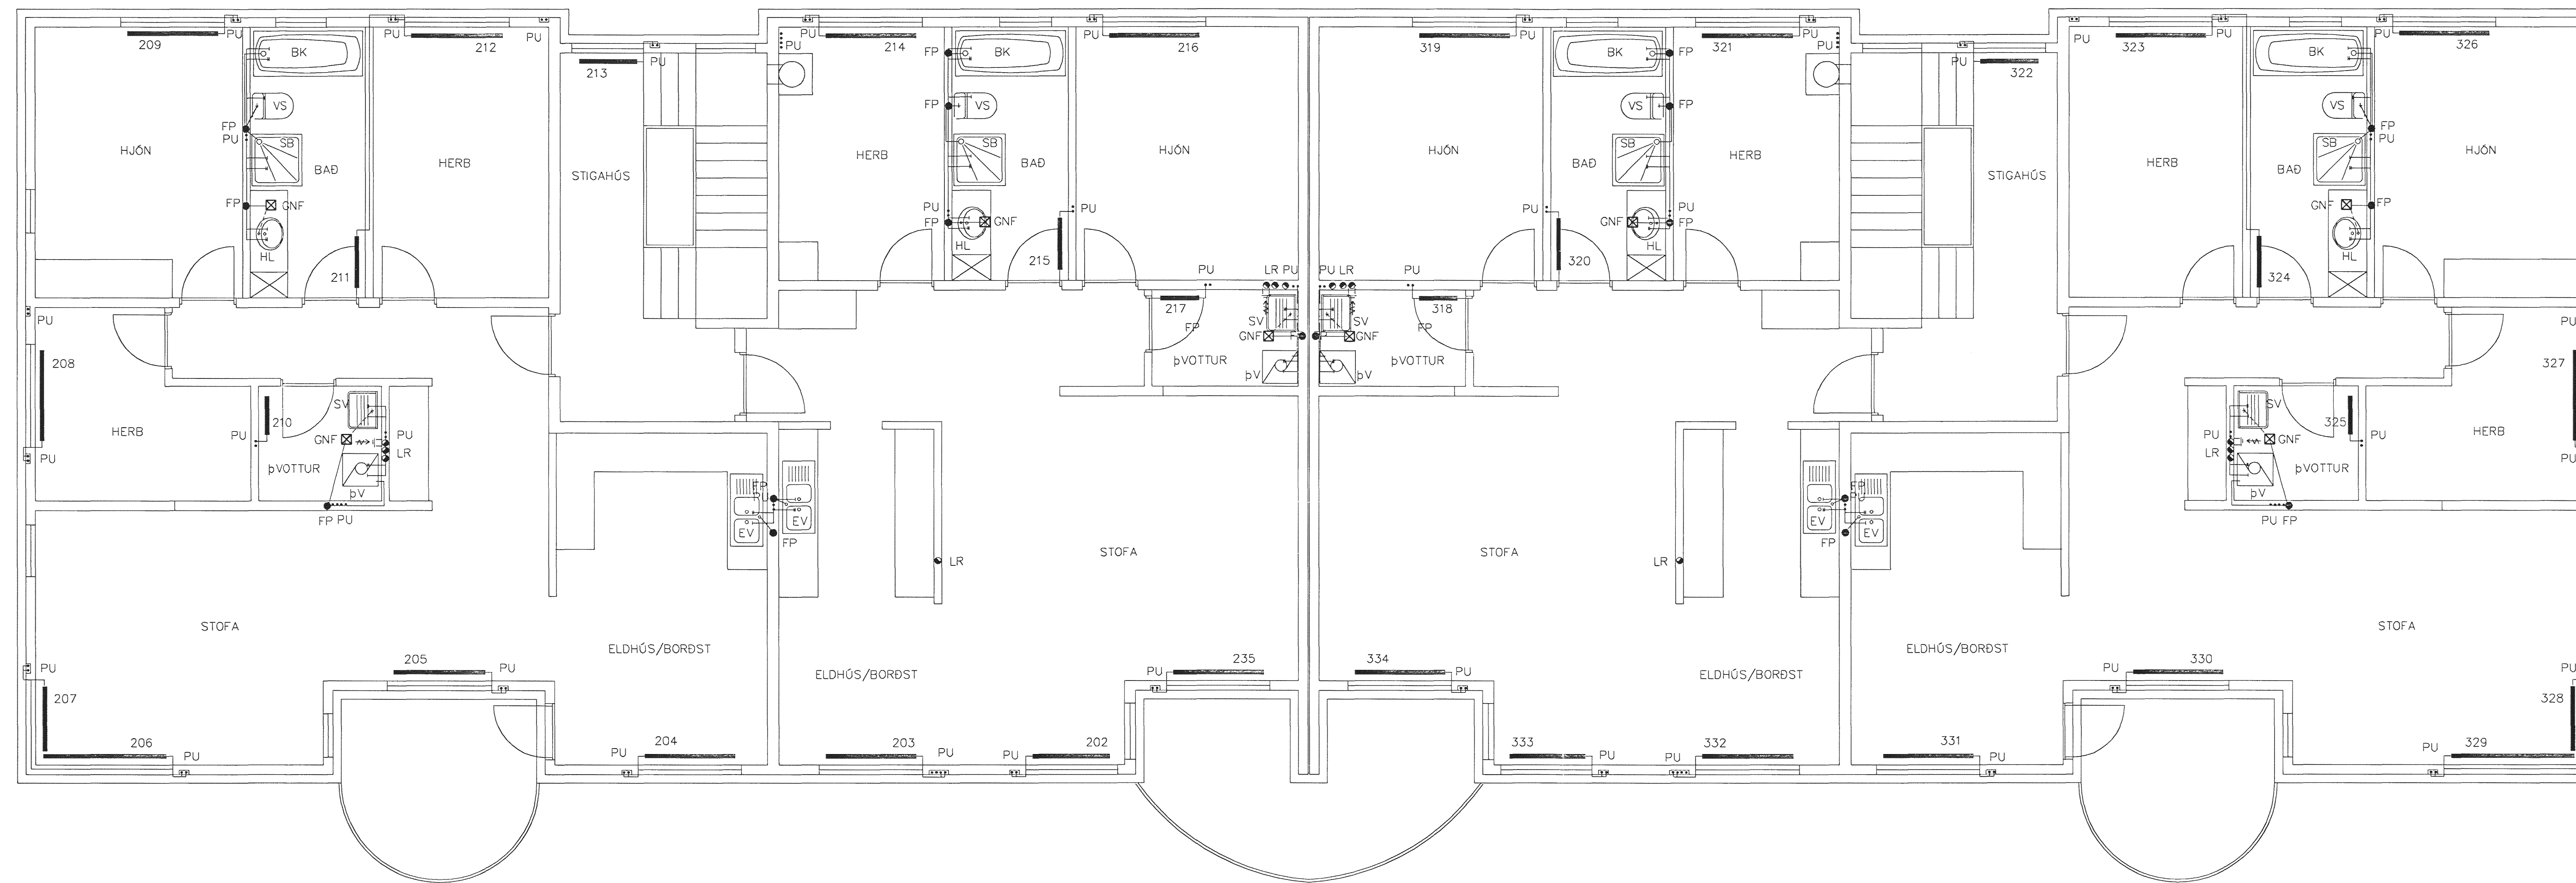 209
PU
BK
212
PU
213
PU
PU
PU
214
FP
BK
PU
216
319
PU
BK
FP
321
PU
PU
PU
322
PU
323
PU
BK
PU
326
VS
FP
PU
SB
HJÓN
BAÐ
HERB
STIGAHÚS
FP
GNF
HL
211
FP
VS
SB
HERB
BAÐ
HJÓN
PU
FP
GNF
HL
PU
215
PU
LR PU
HJÓN
VS
FP
SB
BAÐ
HERB
PU
GNF
PU
FP
HL
320
PU LR
PU
STIGAHÚS
HERB
BAÐ
VS
FP
PU
SB
HJÓN
GNF
FP
HL
324
PU
208
HERB
PU
PU
210
SV
GNF
PU
LR
ÞVOTTUR
ÞV
FP PU
217
FP
SV
GNF
F
ÞVOTTUR
ÞV
SV
GNF
318
FP
ÞVOTTUR
ÞV
PU
327
HERB
PU
325
PU
SV
GNF
PU
LR
ÞVOTTUR
ÞV
PU FP
FP
PU
EV
EV
FP
LR
STOFA
STOFA
LR
FP
EV
EV
FP
STOFA
ELDHÚS/BORÐST
ELDHÚS/BORÐST
ELDHÚS/BORÐST
ELDHÚS/BORÐST
STOFA
PU
205
PU
207
206
PU
PU
204
203
PU
PU
202
PU
235
334
PU
333
PU
PU
332
331
PU
PU
330
PU
328
PU
329